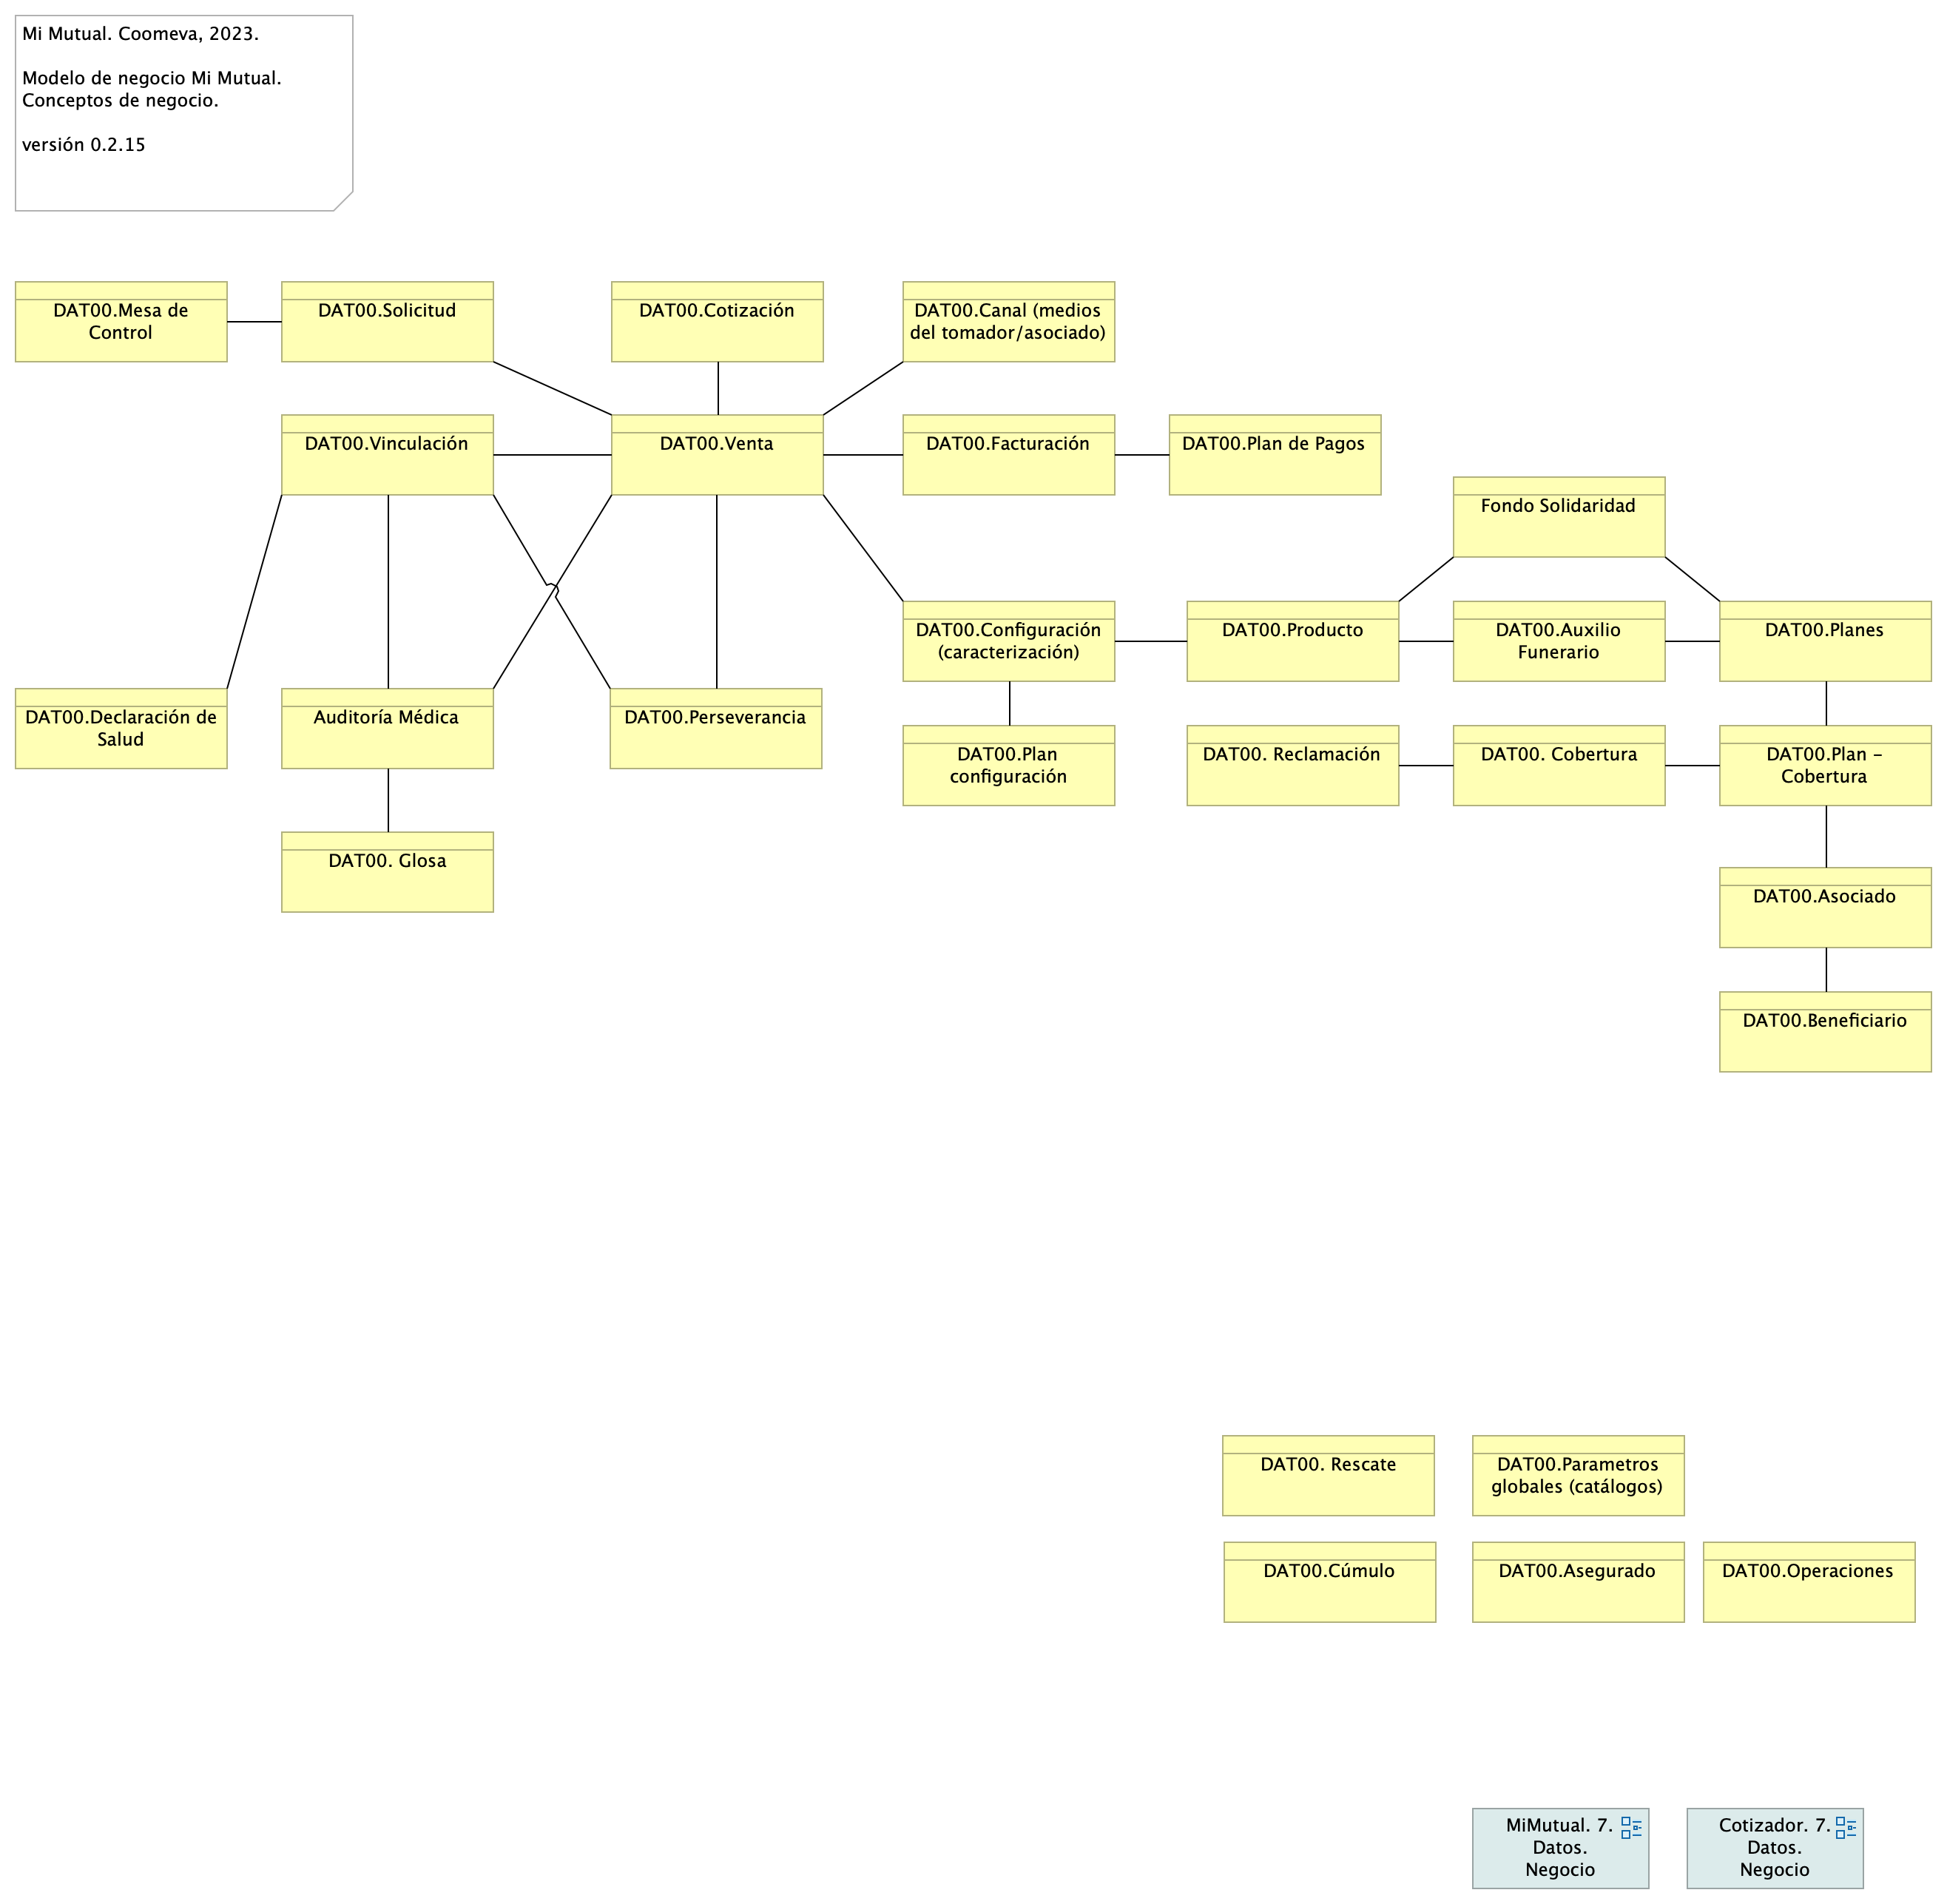 Mi Mutual. Coomeva, 2023.
Modelo de negocio Mi Mutual.
Conceptos de negocio.
versión 0.2.15
DAT00.Mesa de
Control
DAT00.Solicitud
DAT00.Cotización
DAT00.Canal (medios
del tomador/asociado)
DAT00.Vinculación
DAT00.Venta
DAT00.Facturación
DAT00.Plan de Pagos
Fondo Solidaridad
DAT00.Configuración
(caracterización)
DAT00.Producto
DAT00.Auxilio
Funerario
DAT00.Planes
DAT00.Declaración de
Salud
Auditoría Médica
DAT00.Perseverancia
DAT00.Plan
configuración
DAT00. Reclamación
DAT00. Cobertura
DAT00.Plan –
Cobertura
DAT00. Glosa
DAT00.Asociado
DAT00.Beneficiario
DAT00. Rescate
DAT00.Parametros
globales (catálogos)
DAT00.Cúmulo
DAT00.Asegurado
DAT00.Operaciones
MiMutual. 7.
Datos.
Negocio
Cotizador. 7.
Datos.
Negocio